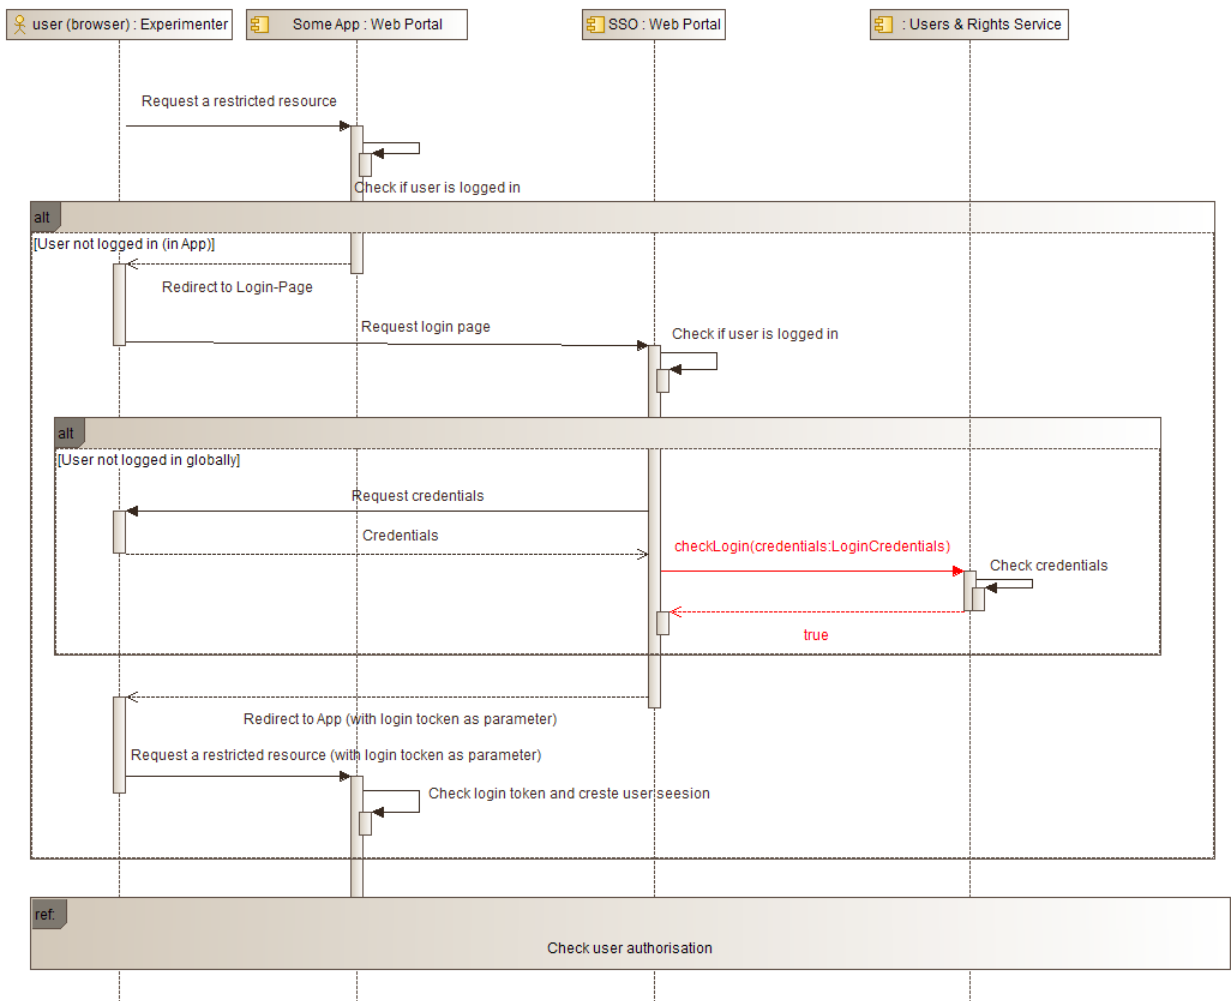 user (browser) : Experimenter
Some App : Web Portal
SSO : Web Portal
: Users & Rights Service
Request a restricted resource
Check if user is logged in
alt
[User not logged in (in App)]
Redirect to Login-Page
Request login page
Check if user is logged in
alt
[User not logged in globally]
Request credentials
Credentials
checkLogin(credentials:LoginCredentials)
Check credentials
true
Redirect to App (with login tocken as parameter)
Request a restricted resource (with login tocken as parameter)
Check login token and creste user seesion
ref:
Check user authorisation